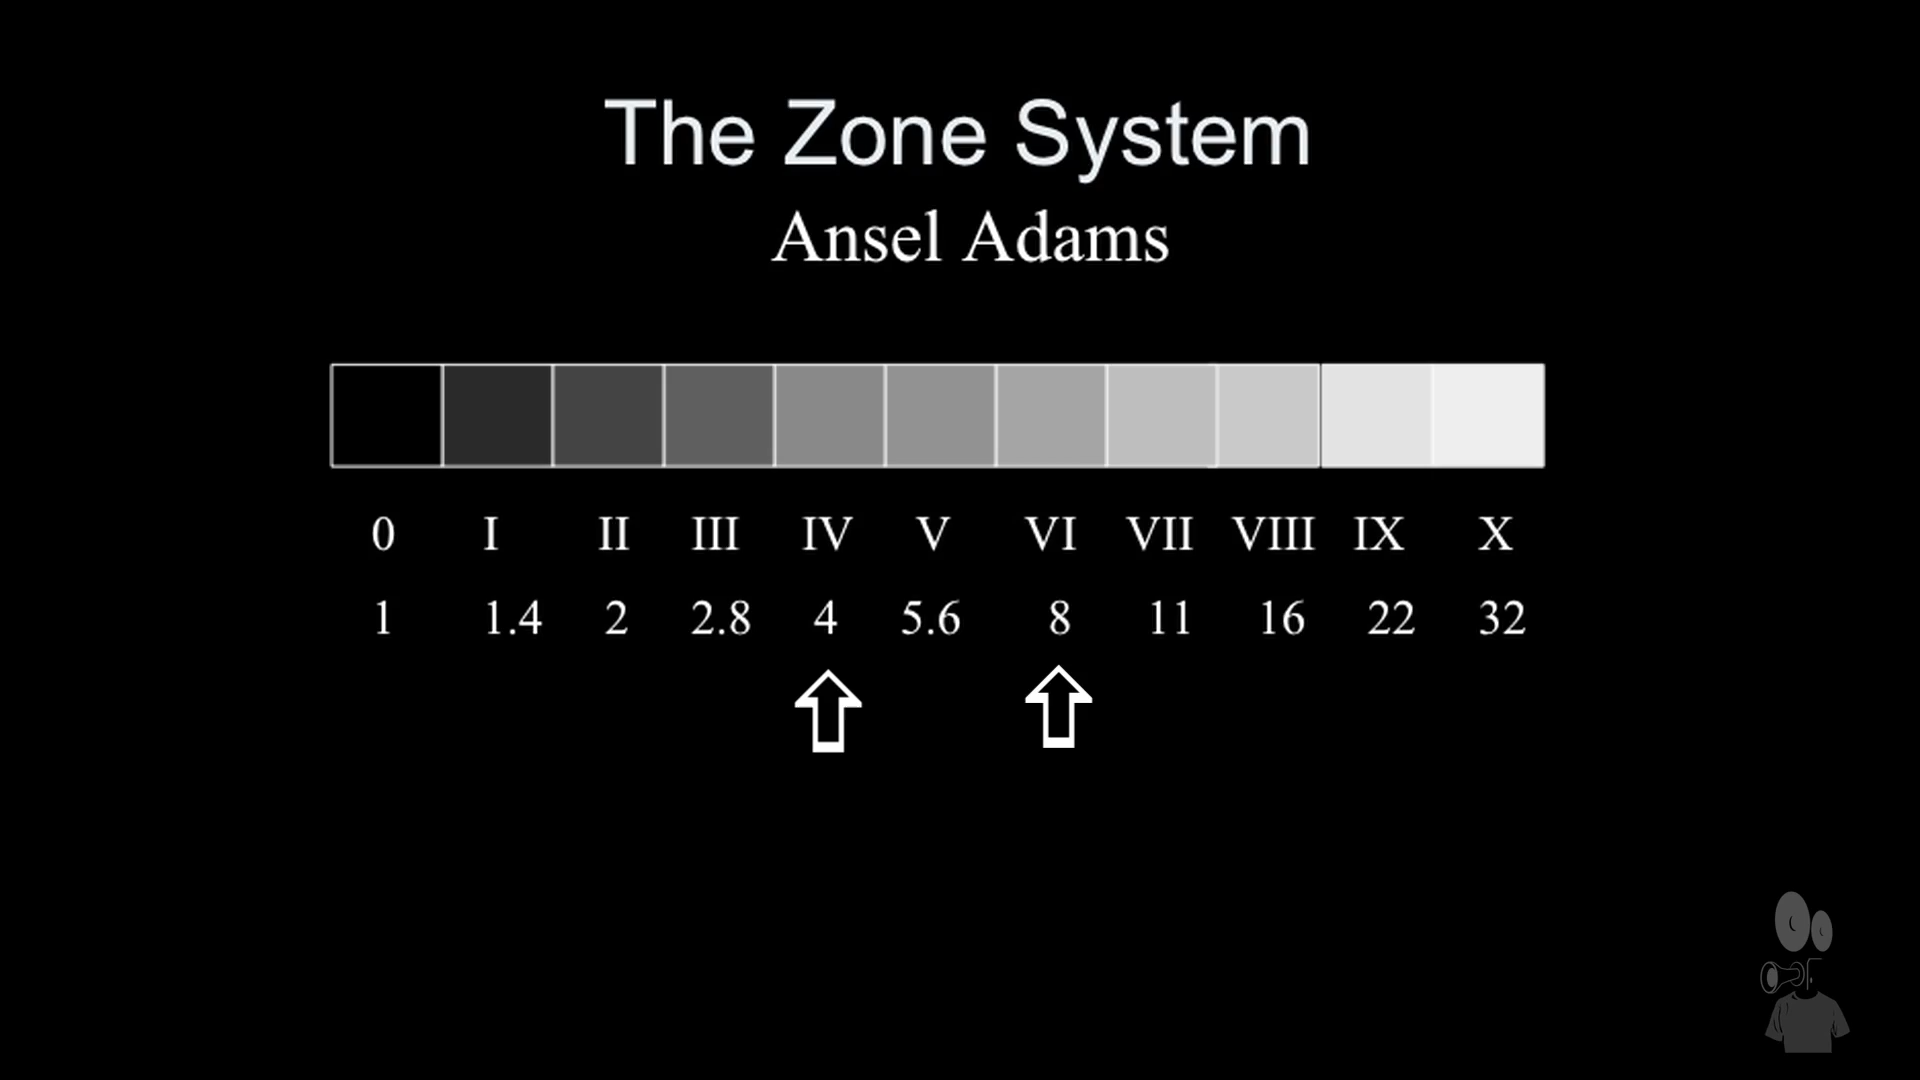 The Zone System
Ansel Adams
0 I II III IV V VI VII VIII IX X
1 1.4 2 2.8 4 5.6 8 11 16 22 32